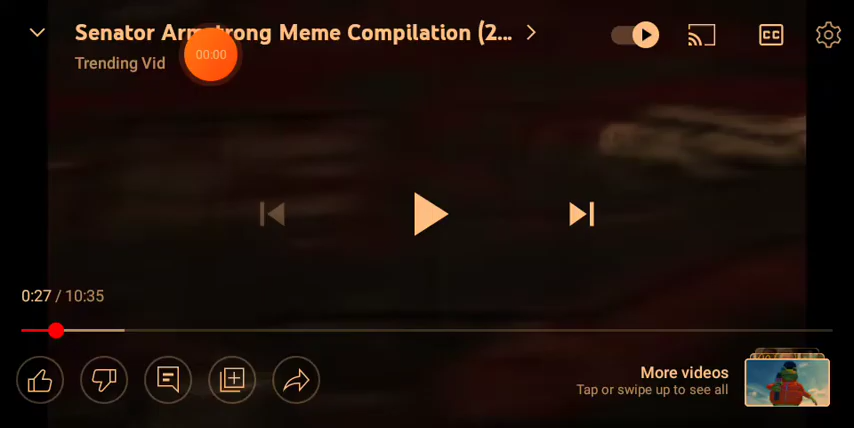 Senator Armstrong Meme Compilation (2...
00:00
Trending Vid
CC
0:27 / 10:35
More videos
Tap or swipe up to see all